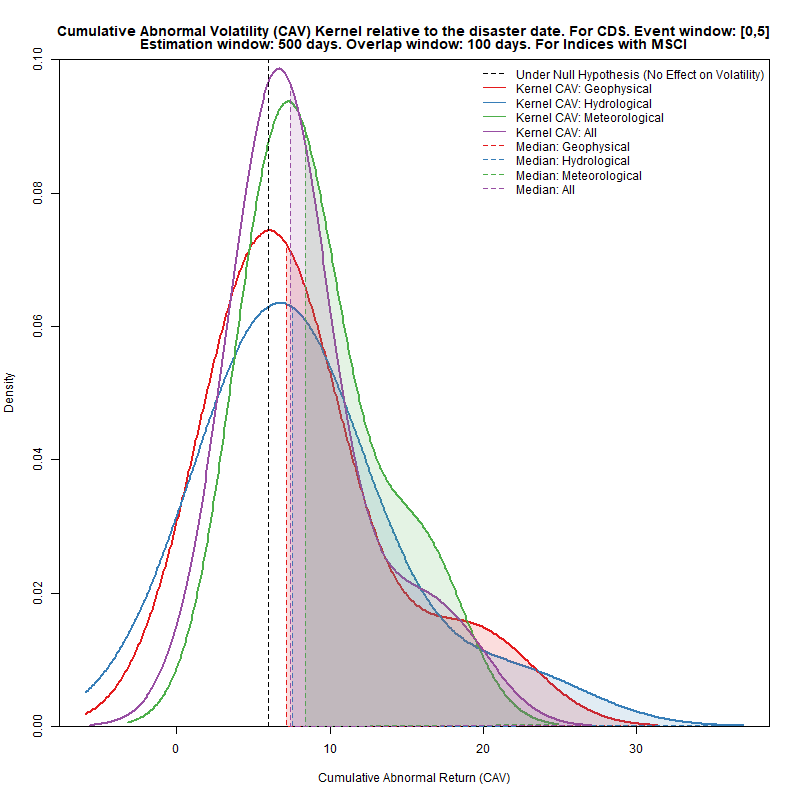 Cumulative Abnormal Volatility (CAV) Kernel relative to the disaster date. For CDS. Event window: [0,5]
Estimation window: 500 days. Overlap window: 100 days. For Indices with MSCI
Under Null Hypothesis (No Effect on Volatility)
Kernel CAV: Geophysical
Kernel CAV: Hydrological
Kernel CAV: Meteorological
Kernel CAV: All
Median: Geophysical
Median: Hydrological
Median: Meteorological
Median: All
Density
0.10
0.08
0.06
0.04
0.02
0.00
0
10
20
30
Cumulative Abnormal Return (CAV)